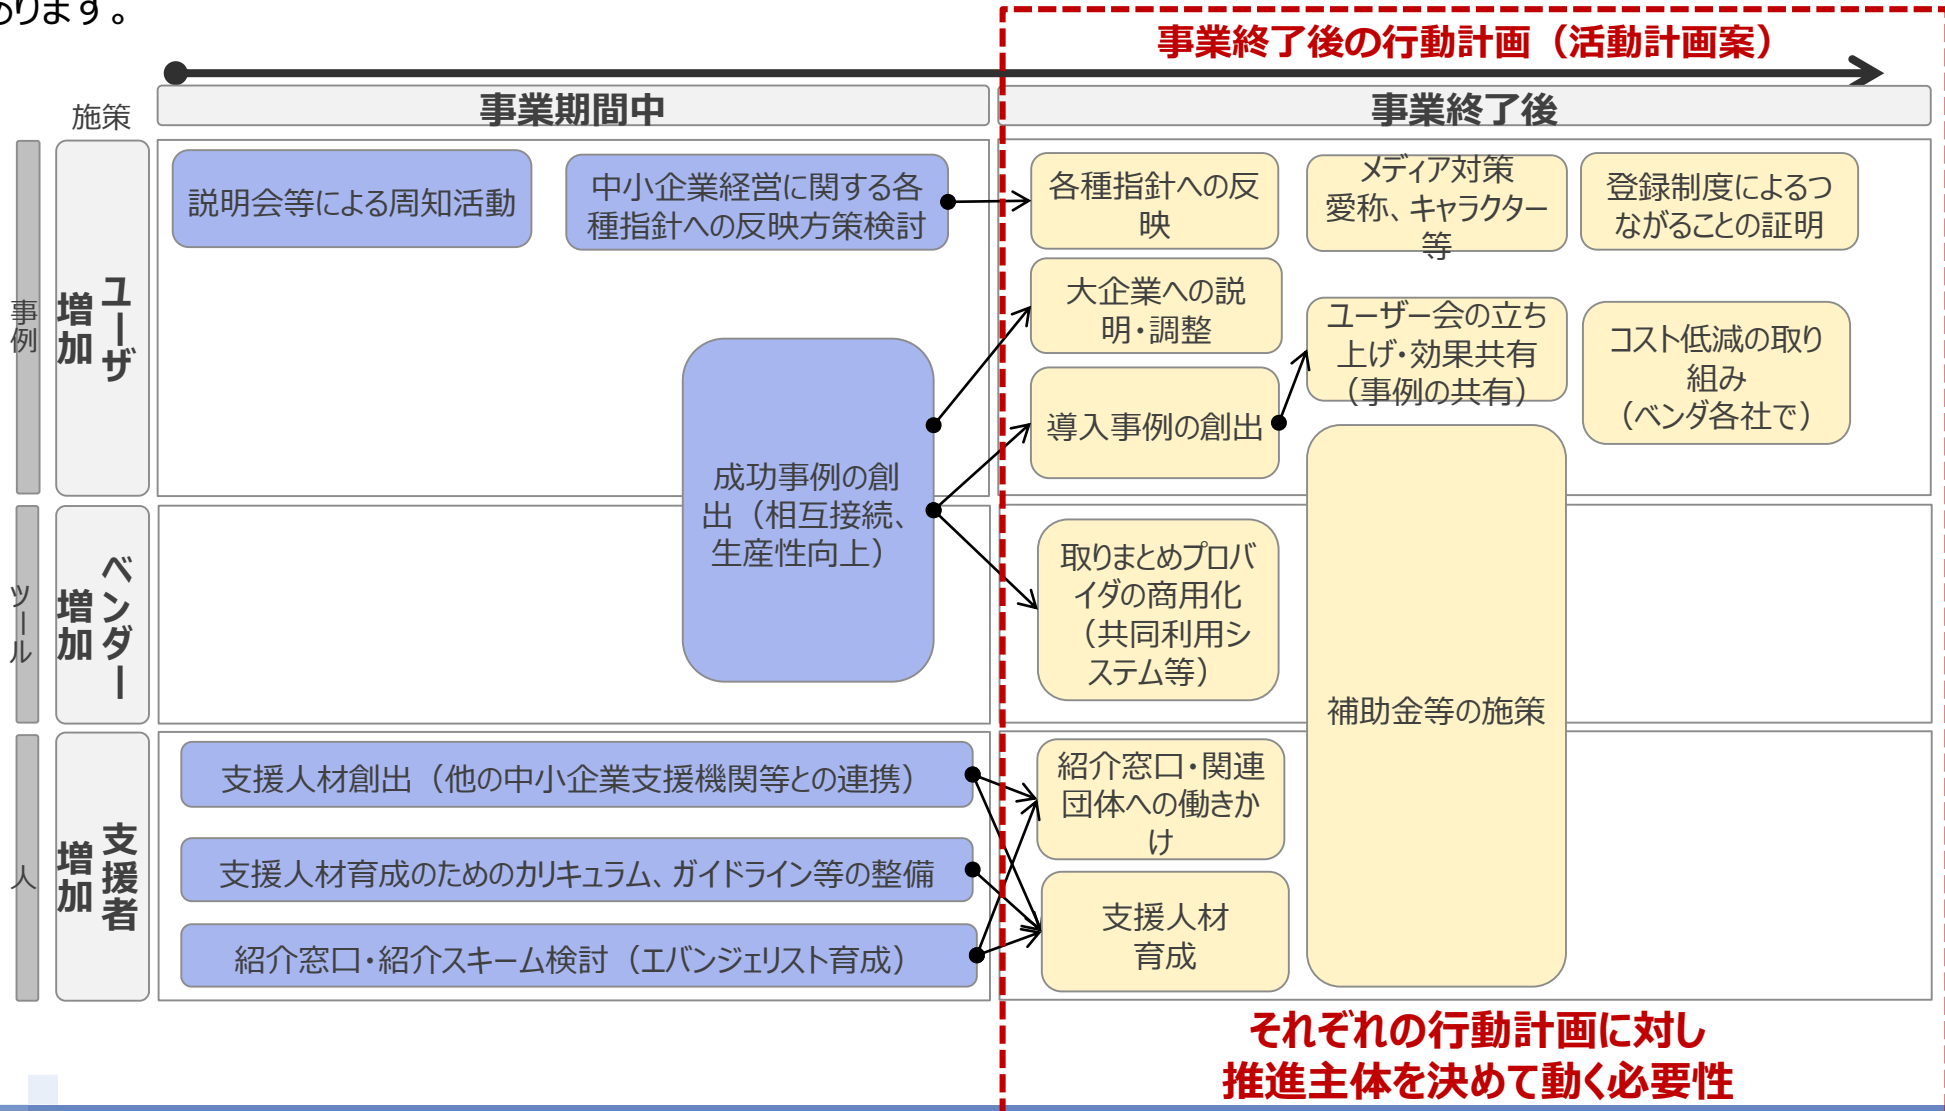 あります。
事業終了後の行動計画（活動計画案）
施策
事業期間中
事業終了後
事例
ユーザ
増加
説明会等による周知活動
中小企業経営に関する各
種指針への反映方策検討
各種指針への反
映
メディア対策
愛称、キャラクター
等
登録制度によるつ
ながることの証明
大企業への説
明・調整
ユーザー会の立ち
上げ・効果共有
（事例の共有）
コスト低減の取り
組み
（ベンダ各社で）
導入事例の創出
成功事例の創
出（相互接続、
生産性向上）
ツール
ベンダー
増加
取りまとめプロバ
イダの商用化
（共同利用シ
ステム等）
補助金等の施策
人
支援者
増加
支援人材創出（他の中小企業支援機関等との連携）
支援人材育成のためのカリキュラム、ガイドライン等の整備
紹介窓口・紹介スキーム検討（エバンジェリスト育成）
紹介窓口・関連
団体への働きか
け
支援人材
育成
それぞれの行動計画に対し
推進主体を決めて動く必要性